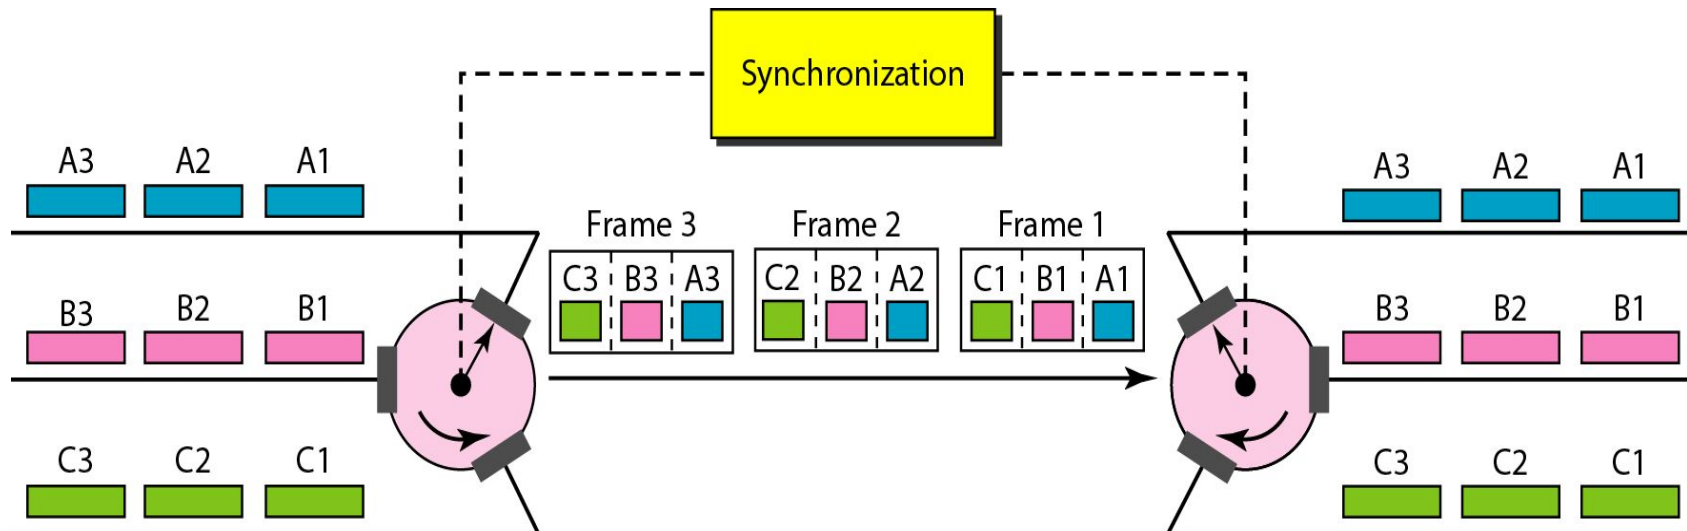 Synchronization
A3 A2 A1
A3 A2 A1
Frame 3 Frame 2 Frame 1
C3 B3 A3 C2 B2 A2 C1 B1 A1
B3 B2 B1
B3 B2 B1
C3 C2 C1
C3 C2 C1